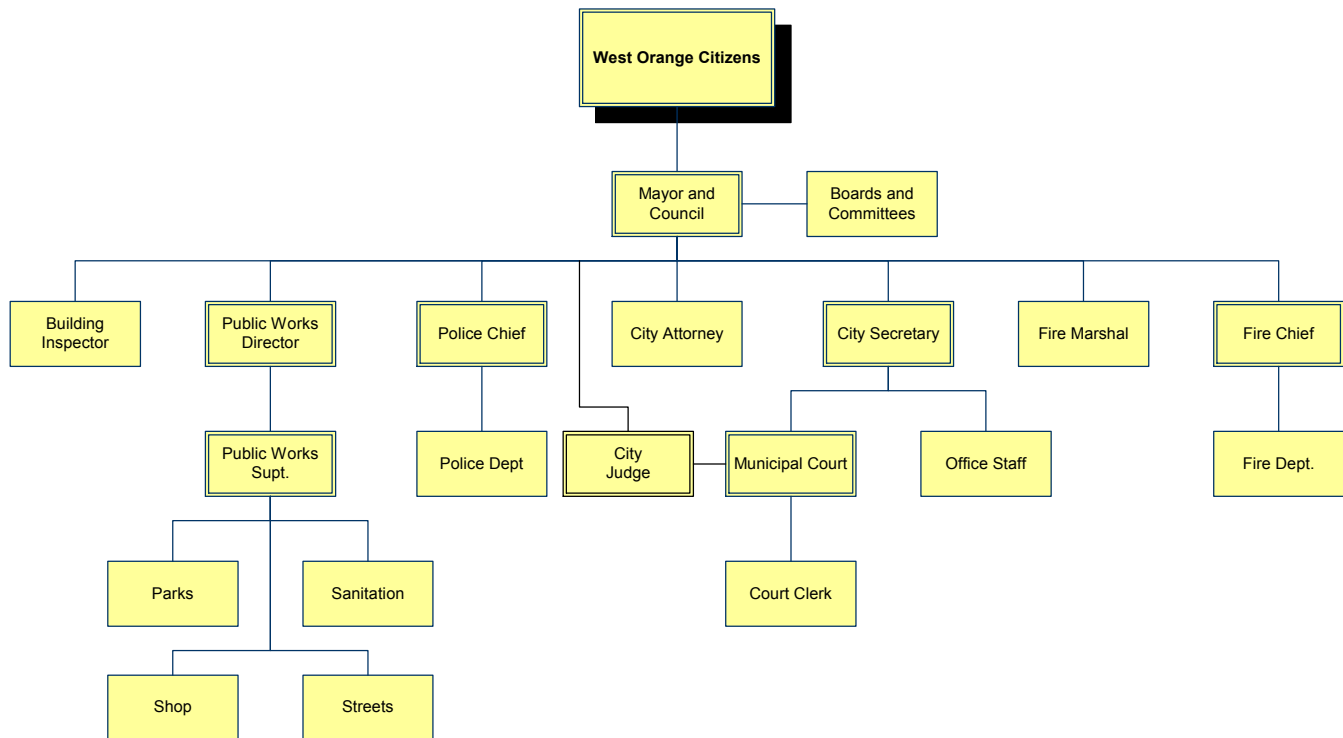 West Orange Citizens
Mayor and
Council
Boards and
Committees
Building
Inspector
Public Works
Director
Police Chief
City Attorney
City Secretary
Fire Marshal
Fire Chief
Public Works
Supt.
Police Dept
City
Judge
Municipal Court
Office Staff
Fire Dept.
Parks
Sanitation
Court Clerk
Shop
Streets